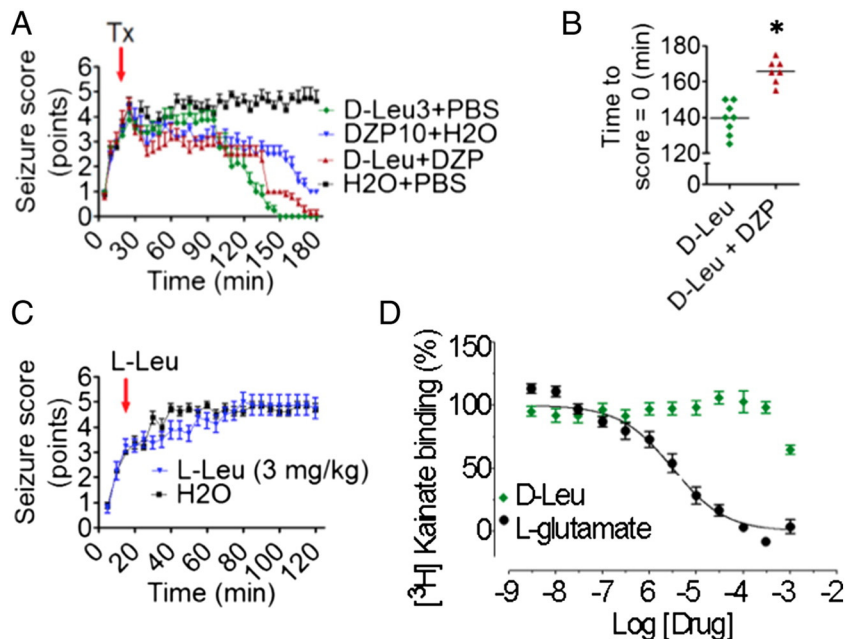 A
Tx
Seizure score
(points)
6
5
4
3
2
1
0
0
30
60
90
120
150
180
Time (min)
D-Leu3+PBS
DZP10+H2O
D-Leu+DZP
H2O+PBS
B
*
Time to
score = 0 (min)
180
160
140
120
0
D-Leu
D-Leu + DZP
C
L-Leu
Seizure score
(points)
6
5
4
3
2
1
0
0
20
40
60
80
100
120
Time (min)
L-Leu (3 mg/kg)
H2O
D
[³H] Kainate binding (%)
150
100
50
0
D-Leu
L-glutamate
-9
-8
-7
-6
-5
-4
-3
-2
Log [Drug]